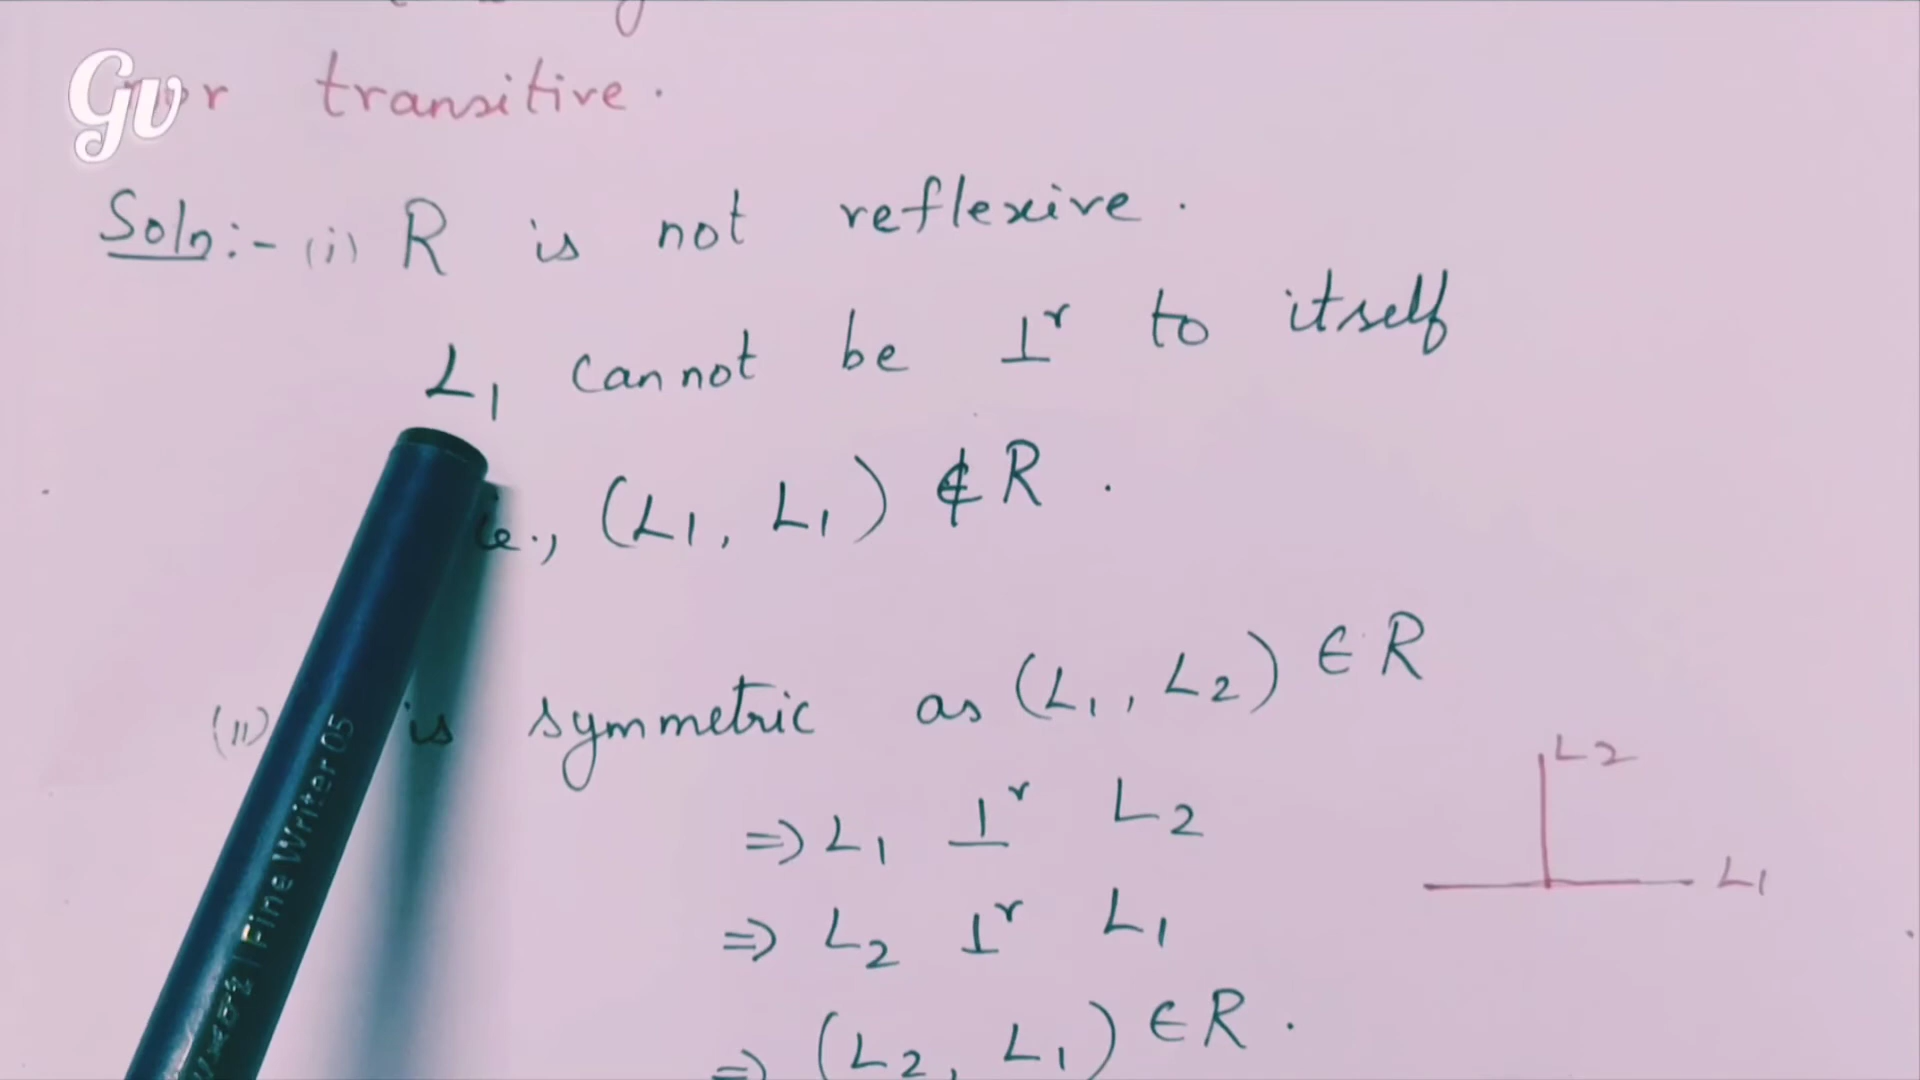 Gv r transitive.
Soln:- (i) R is not reflexive.
L1 cannot be ⊥r to itself
ie., (L1, L1) ∉ R .
(ii) is symmetric as (L1, L2) ∈ R
L2
⇒ L1 ⊥r L2
L1
⇒ L2 ⊥r L1
⇒ (L2, L1) ∈ R .
Fine Writer 05